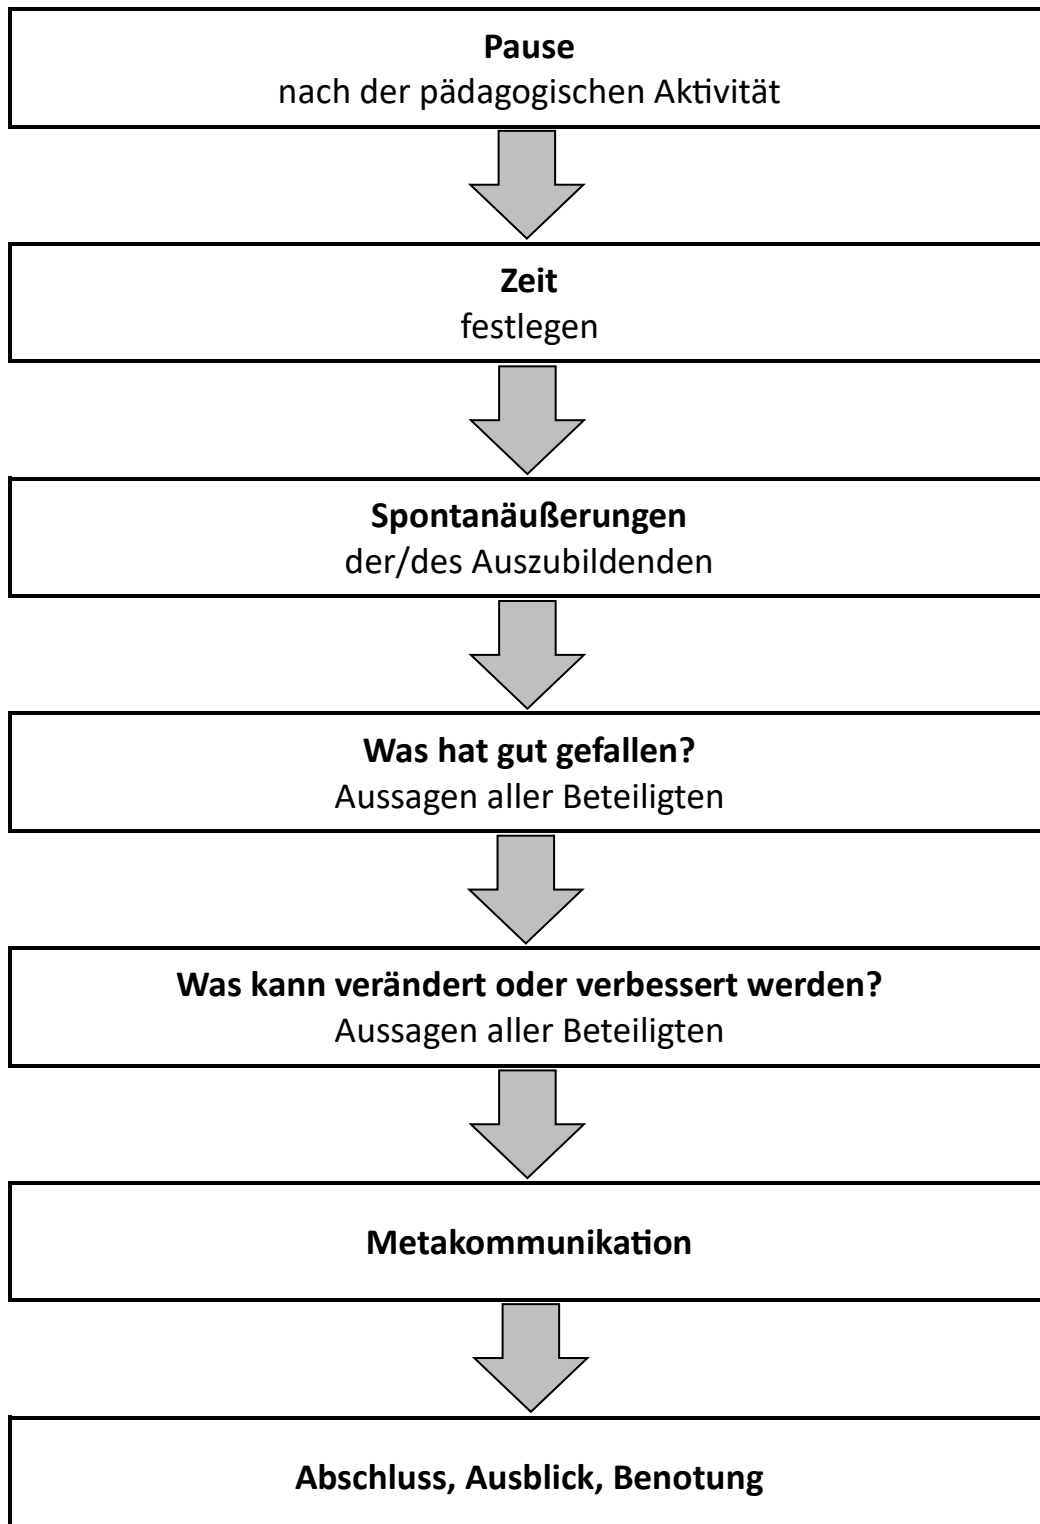 Pause
nach der pädagogischen Aktivität
Zeit
festlegen
Spontanäußerungen
der/des Auszubildenden
Was hat gut gefallen?
Aussagen aller Beteiligten
Was kann verändert oder verbessert werden?
Aussagen aller Beteiligten
Metakommunikation
Abschluss, Ausblick, Benotung